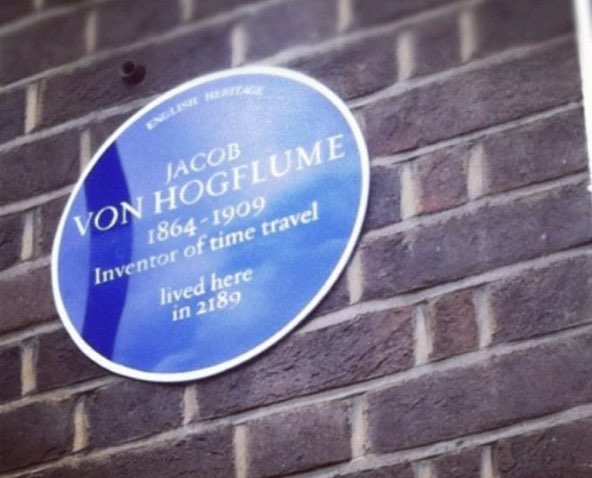 ENGLISH HERITAGE
JACOB
VON HOGFLUME
1864-1909
Inventor of time travel
lived here
in 2189